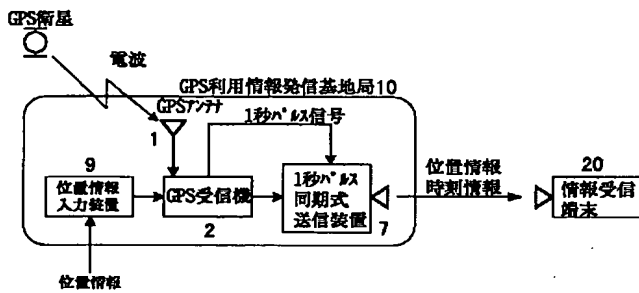 GPS衛星
電波
GPS利用情報発信基地局10
GPSアンテナ
1秒パルス信号
1
9
位置情報
入力装置
GPS受信機
2
1秒パルス
同期式
送信装置
7
位置情報
時刻情報
20
情報受信
端末
位置情報